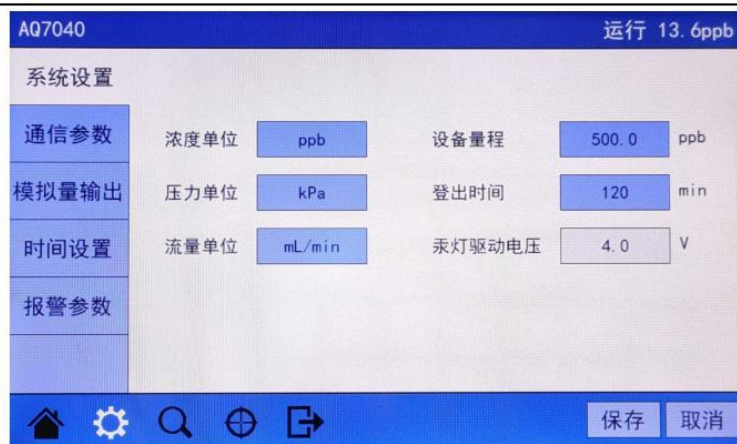 AQ7040 运行 13.6ppb
系统设置
通信参数 浓度单位 ppb 设备量程 500.0 ppb
模拟量输出 压力单位 kPa 登出时间 120 min
时间设置 流量单位 mL/min 汞灯驱动电压 4.0 V
报警参数
保存 取消